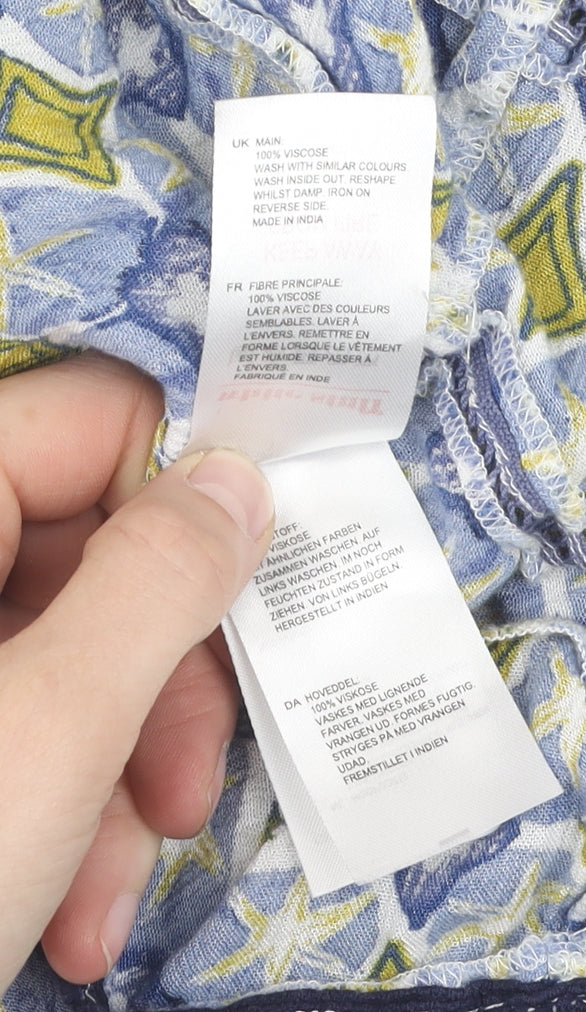 UK MAIN:
100% VISCOSE
WASH WITH SIMILAR COLOURS.
WASH INSIDE OUT. RESHAPE
WHILST DAMP. IRON ON
REVERSE SIDE.
MADE IN INDIA
FR FIBRE PRINCIPALE:
100% VISCOSE
LAVER AVEC DES COULEURS
SEMBLABLES. LAVER À
L'ENVERS. REMETTRE EN
FORME LORSQUE LE VÊTEMENT
EST HUMIDE. REPASSER À
L'ENVERS.
FABRIQUÉ EN INDE
STOFF:
VISKOSE
ÄHNLICHEN FARBEN
ZUSAMMEN WASCHEN. AUF
LINKS WASCHEN. IM NOCH
FEUCHTEN ZUSTAND IN FORM
ZIEHEN. VON LINKS BÜGELN.
HERGESTELLT IN INDIEN
DA HOVEDDEL:
100% VISKOSE
VASKES MED LIGNENDE
FARVER. VASKES MED
VRANGEN UD. FORMES FUGTIG.
STRYGES PÅ MED VRANGEN
UDAD.
FREMSTILLET I INDIEN